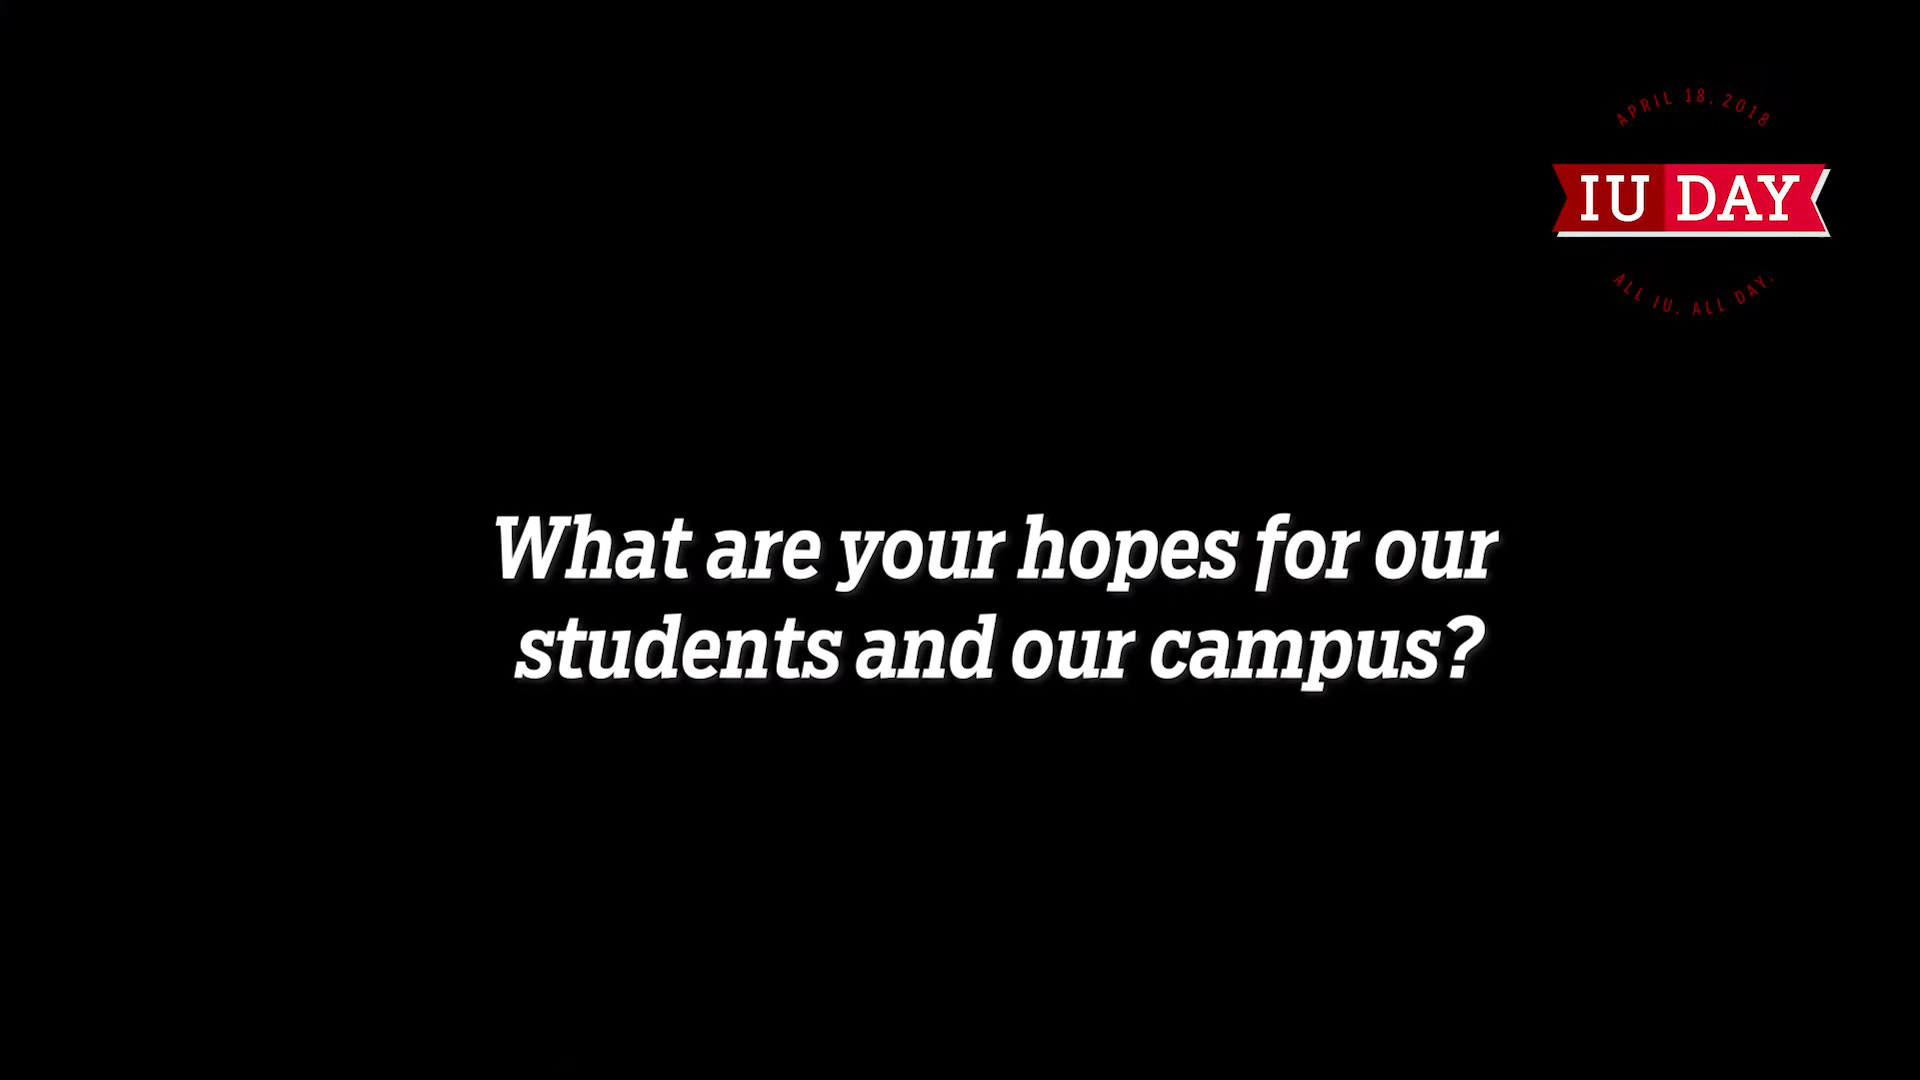 APRIL 18, 2018
IU DAY
ALL IU. ALL DAY.
What are your hopes for our
students and our campus?